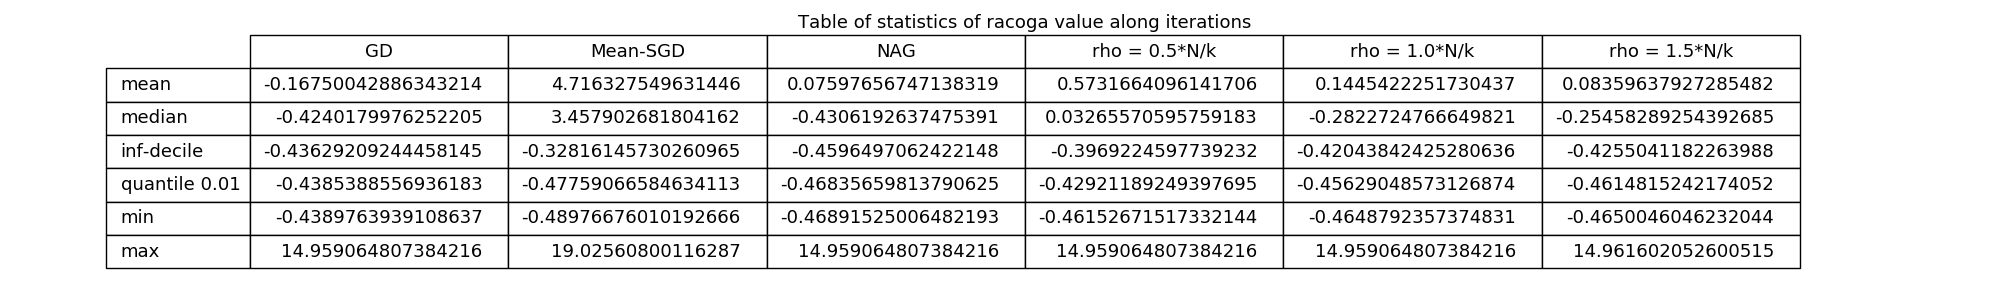 Table of statistics of racoga value along iterations
GD Mean-SGD NAG rho = 0.5*N/k rho = 1.0*N/k rho = 1.5*N/k
mean -0.16750042886343214 4.716327549631446 0.07597656747138319 0.5731664096141706 0.1445422251730437 0.083596379272854​82
median -0.4240179976252205 3.457902681804162 -0.4306192637475391 0.03265570595759183 -0.2822724766649821 -0.25458289254392685
inf-decile -0.43629209244458145 -0.32816145730260965 -0.4596497062422148 -0.3969224597739232 -0.42043842425280636 -0.4255041182263988
quantile 0.01 -0.4385388556936183 -0.47759066584634113 -0.46835659813790625 -0.42921189249397695 -0.45629048573126874 -0.4614815242174052
min -0.4389763939108637 -0.48976676010192666 -0.46891525006482193 -0.46152671517332144 -0.4648792357374831 -0.4650046046232044
max 14.959064807384216 19.02560800116287 14.959064807384216 14.959064807384216 14.959064807384216 14.961602052600515